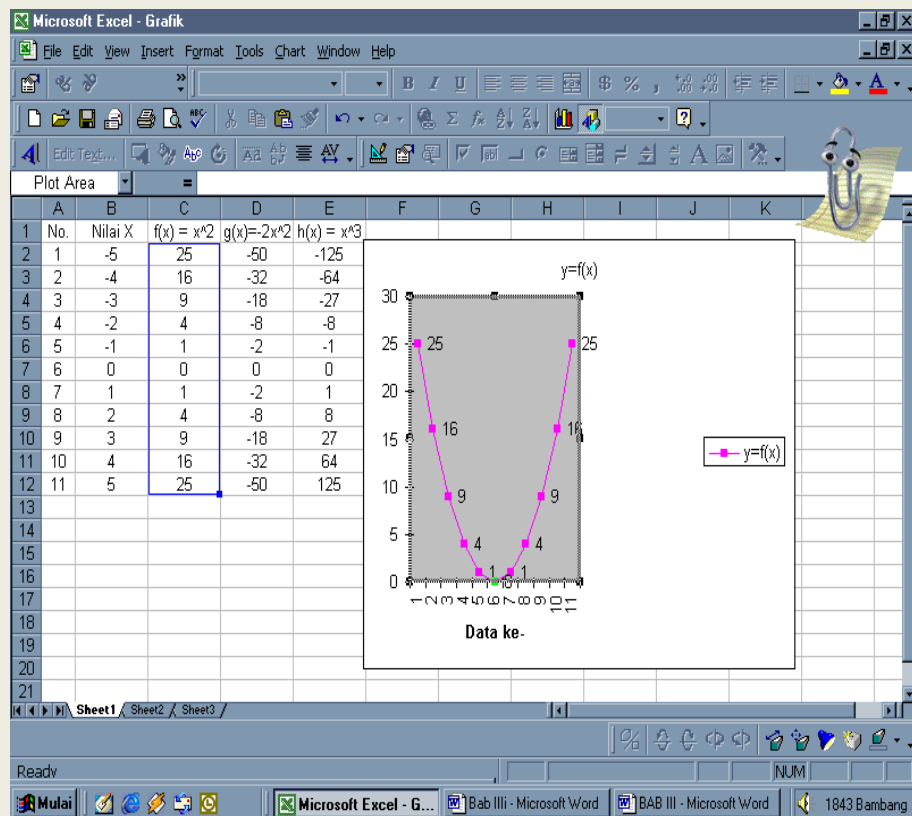 Microsoft Excel - Grafik
File Edit View Insert Format Tools Chart Window Help
B I U $ % ,
Edit Text... Abc
Plot Area =
A B C D E F G H I J K
1 No. Nilai X f(x) = x^2 g(x)=-2x^2 h(x) = x^3
2 1 -5 25 -50 -125
3 2 -4 16 -32 -64
4 3 -3 9 -18 -27
5 4 -2 4 -8 -8
6 5 -1 1 -2 -1
7 6 0 0 0 0
8 7 1 1 -2 1
9 8 2 4 -8 8
10 9 3 9 -18 27
11 10 4 16 -32 64
12 11 5 25 -50 125
13
14
15
16
17
18
19
20
21
y=f(x)
30
25 25 25
20
15 16 16
10 9 9
5 4 4
0 1 0 1
1 2 3 4 5 6 7 8 9 10 11
Data ke-
y=f(x)
Sheet1 Sheet2 Sheet3
Ready NUM
Mulai Microsoft Excel - G... Bab IIIi - Microsoft Word BAB III - Microsoft Word 1843 Bambang